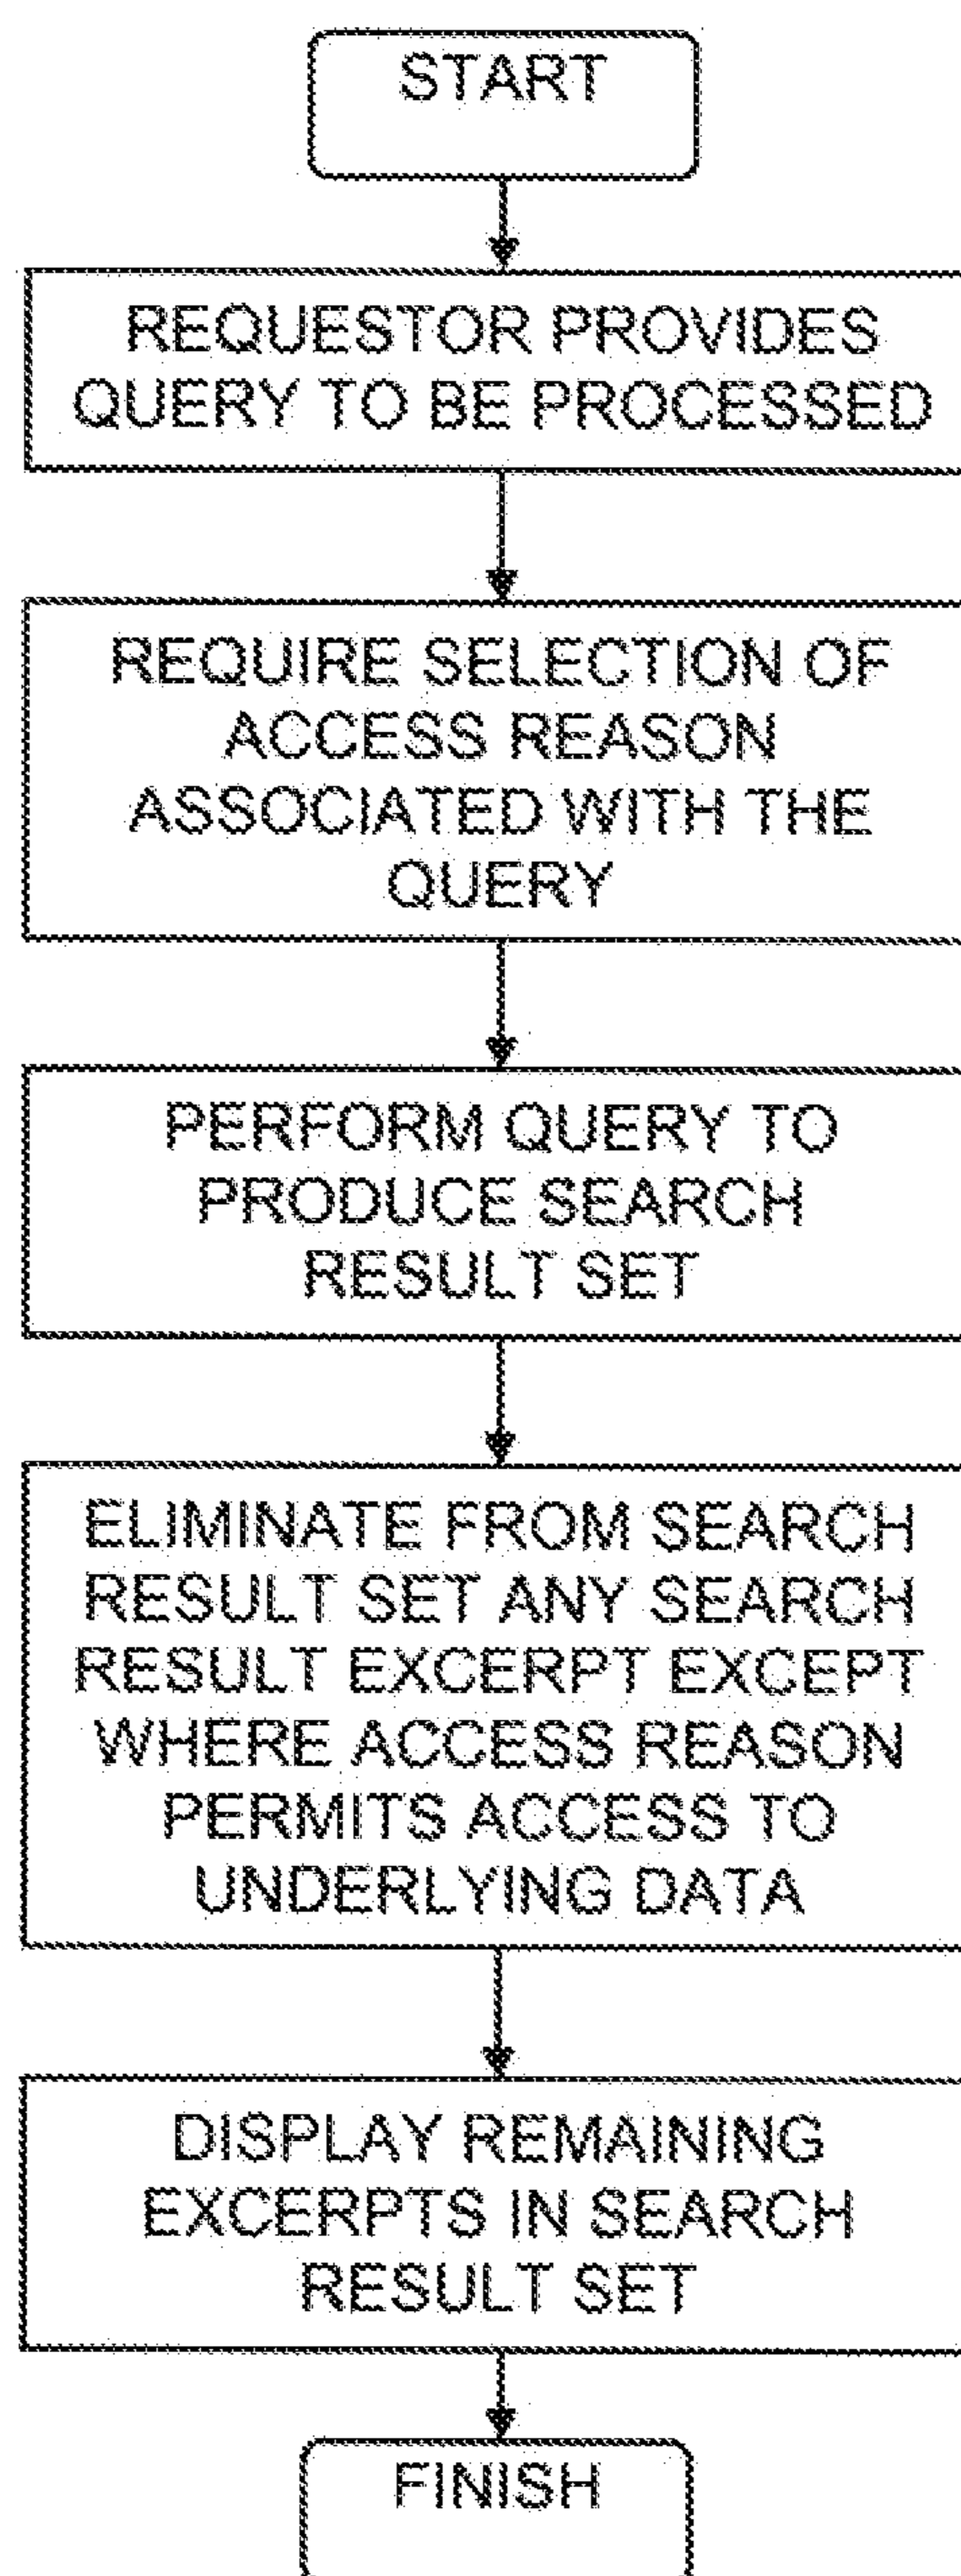 START
REQUESTOR PROVIDES
QUERY TO BE PROCESSED
REQUIRE SELECTION OF
ACCESS REASON
ASSOCIATED WITH THE
QUERY
PERFORM QUERY TO
PRODUCE SEARCH
RESULT SET
ELIMINATE FROM SEARCH
RESULT SET ANY SEARCH
RESULT EXCERPT EXCEPT
WHERE ACCESS REASON
PERMITS ACCESS TO
UNDERLYING DATA
DISPLAY REMAINING
EXCERPTS IN SEARCH
RESULT SET
FINISH